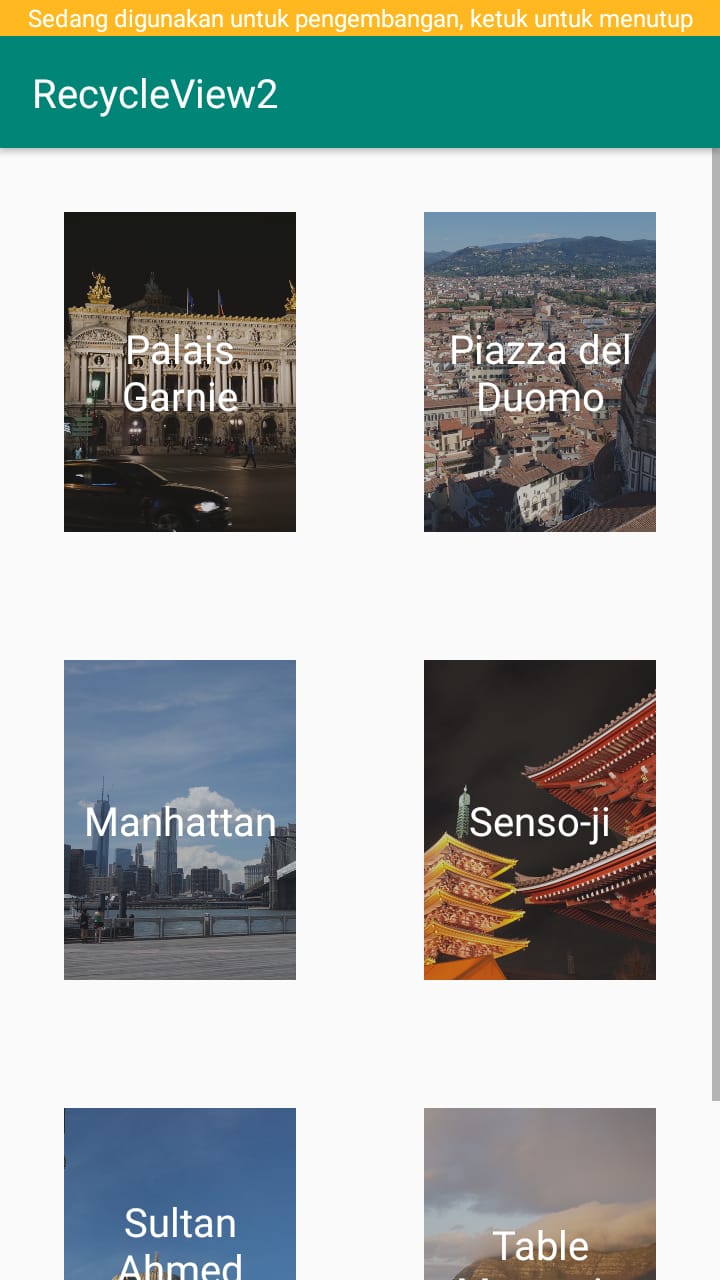 Sedang digunakan untuk pengembangan, ketuk untuk menutup
RecycleView2
Palais
Garnie
Piazza del
Duomo
Manhattan
Senso-ji
Sultan
Ahmed
Table